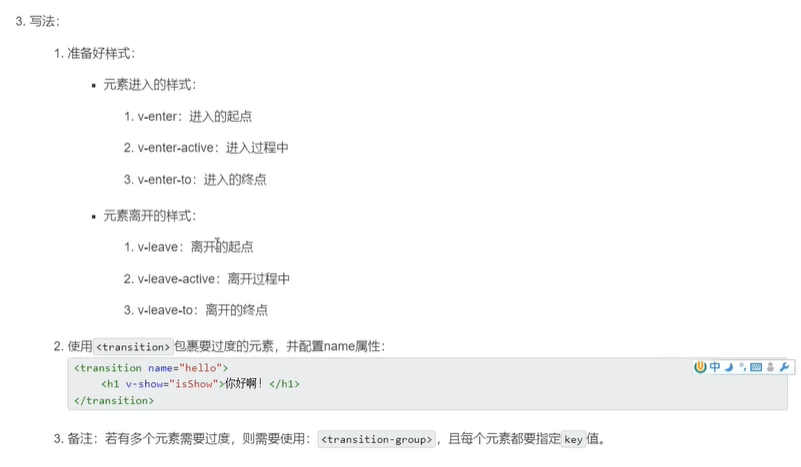 3. 写法：
1. 准备好样式：
▪ 元素进入的样式：
1. v-enter：进入的起点
2. v-enter-active：进入过程中
3. v-enter-to：进入的终点
▪ 元素离开的样式：
1. v-leave：离开的起点
2. v-leave-active：离开过程中
3. v-leave-to：离开的终点
2. 使用<transition>包裹要过度的元素，并配置name属性：
<transition name="hello">
<h1 v-show="isShow">你好啊！</h1>
</transition>
中
3. 备注：若有多个元素需要过度，则需要使用：<transition-group>，且每个元素都要指定key值。